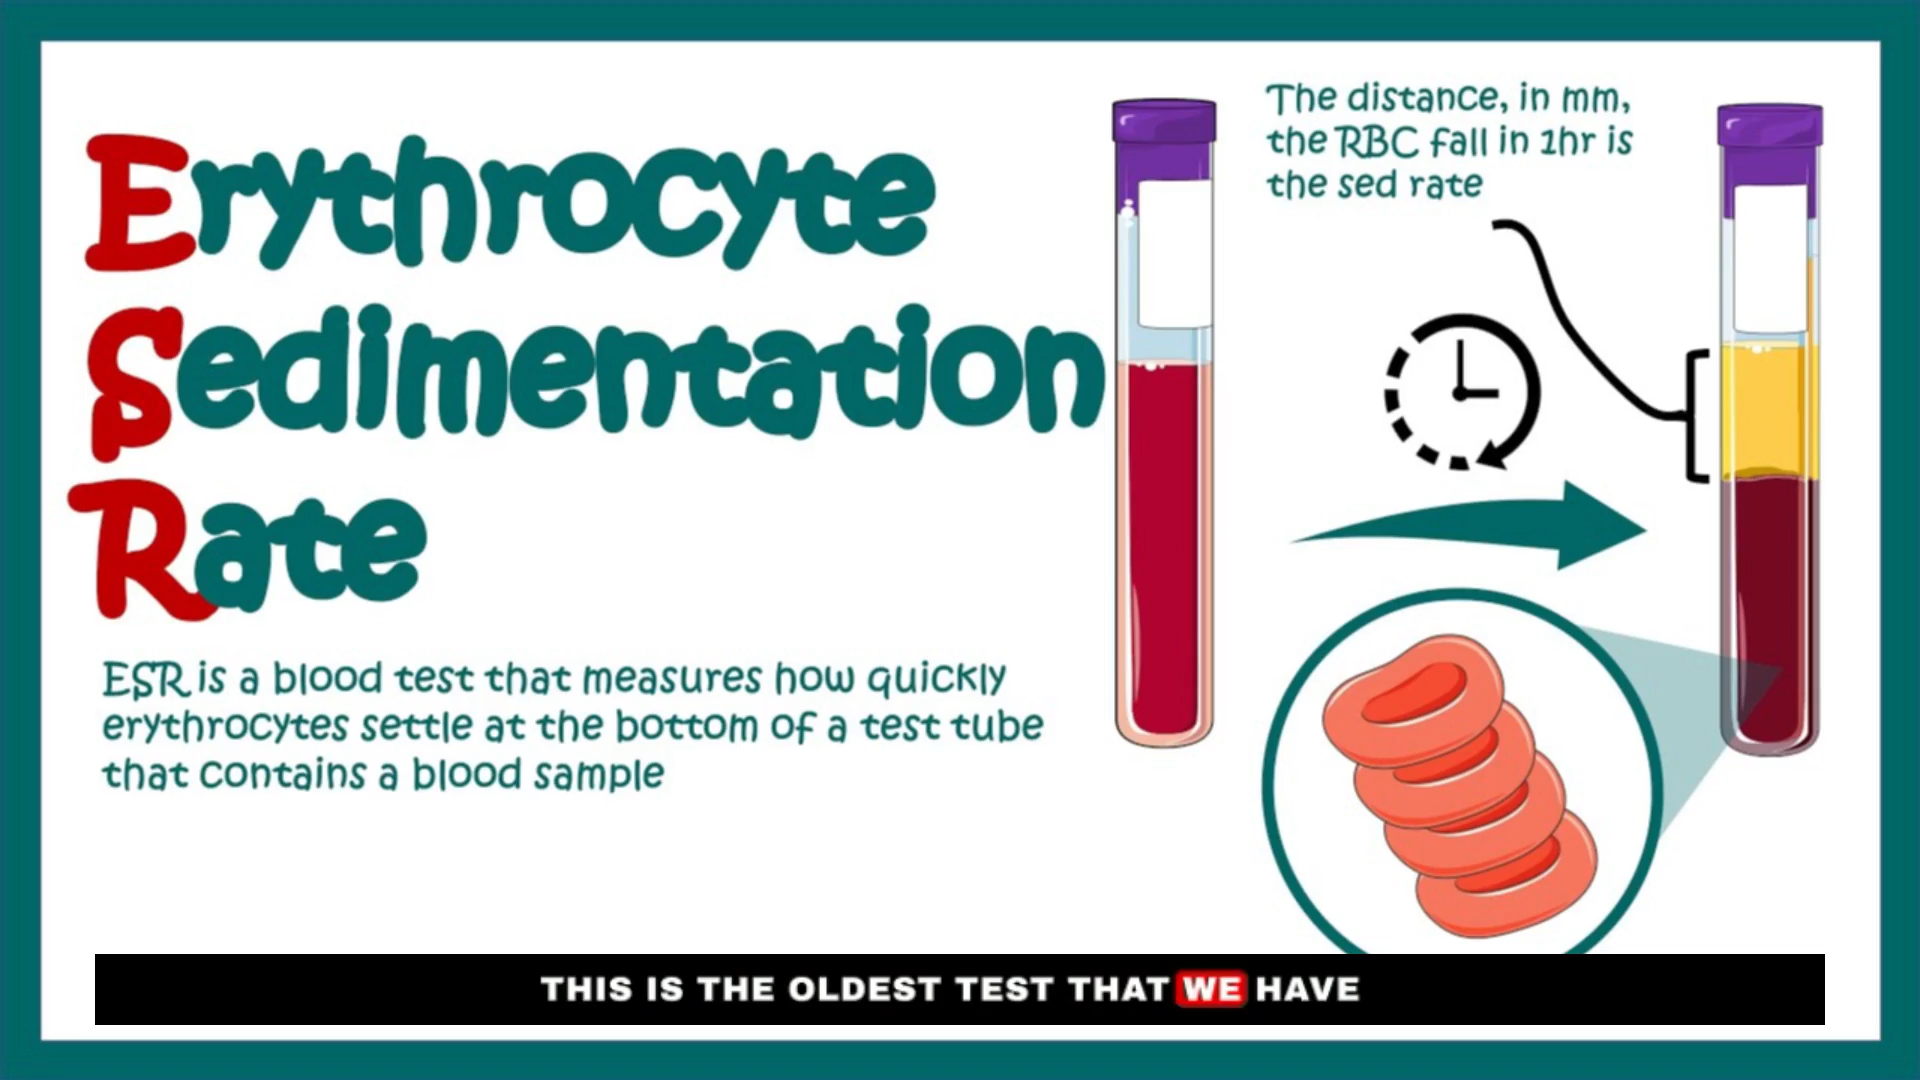 Erythrocyte
Sedimentation
Rate
ESR is a blood test that measures how quickly
erythrocytes settle at the bottom of a test tube
that contains a blood sample
The distance, in mm,
the RBC fall in 1hr is
the sed rate
THIS IS THE OLDEST TEST THAT WE HAVE